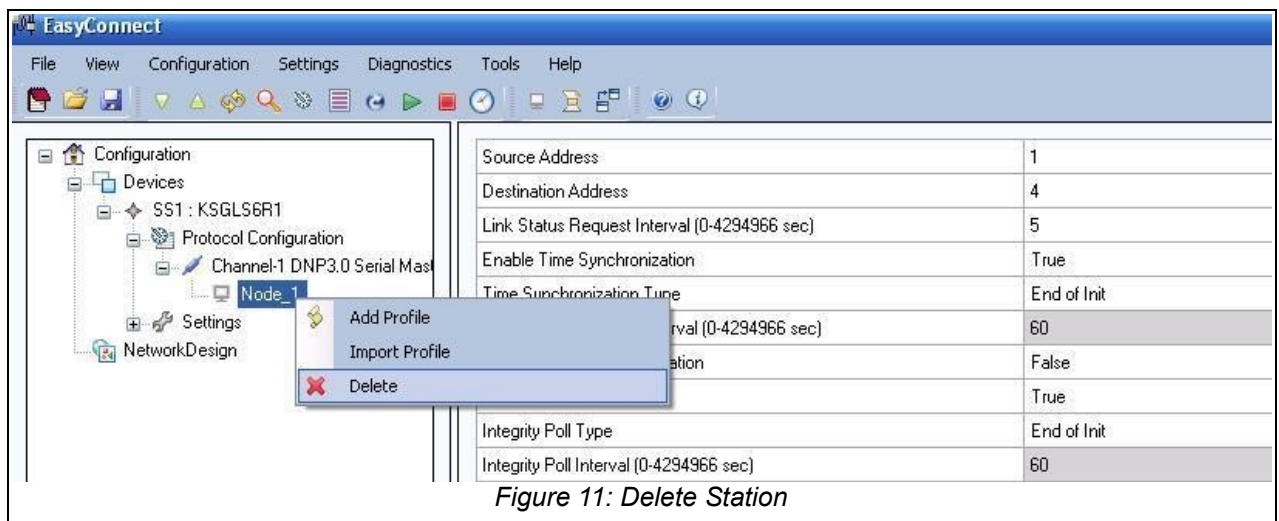 EasyConnect
File View Configuration Settings Diagnostics Tools Help
Configuration
Devices
SS1 : KSGLS6R1
Protocol Configuration
Channel-1 DNP3.0 Serial Mast
Node_1
Settings
NetworkDesign
Add Profile
Import Profile
Delete
Source Address 1
Destination Address 4
Link Status Request Interval (0-4294966 sec) 5
Enable Time Synchronization True
Time Synchronization Type End of Init
rval (0-4294966 sec) 60
ation False
True
Integrity Poll Type End of Init
Integrity Poll Interval (0-4294966 sec) 60
Figure 11: Delete Station